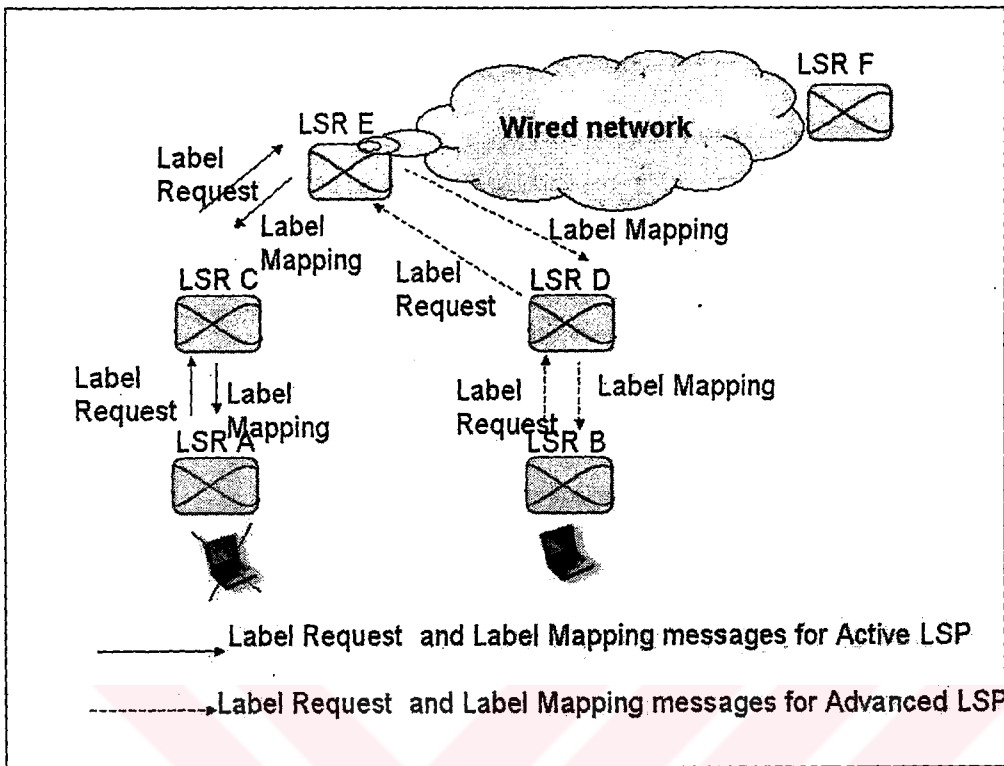 LSR F
LSR E
Wired network
Label
Request
Label
Mapping
Label Mapping
Label
Request
LSR C
LSR D
Label
Request
Label
Mapping
Label
Request
Label Mapping
LSR A
LSR B
Label Request and Label Mapping messages for Active LSP
Label Request and Label Mapping messages for Advanced LSP